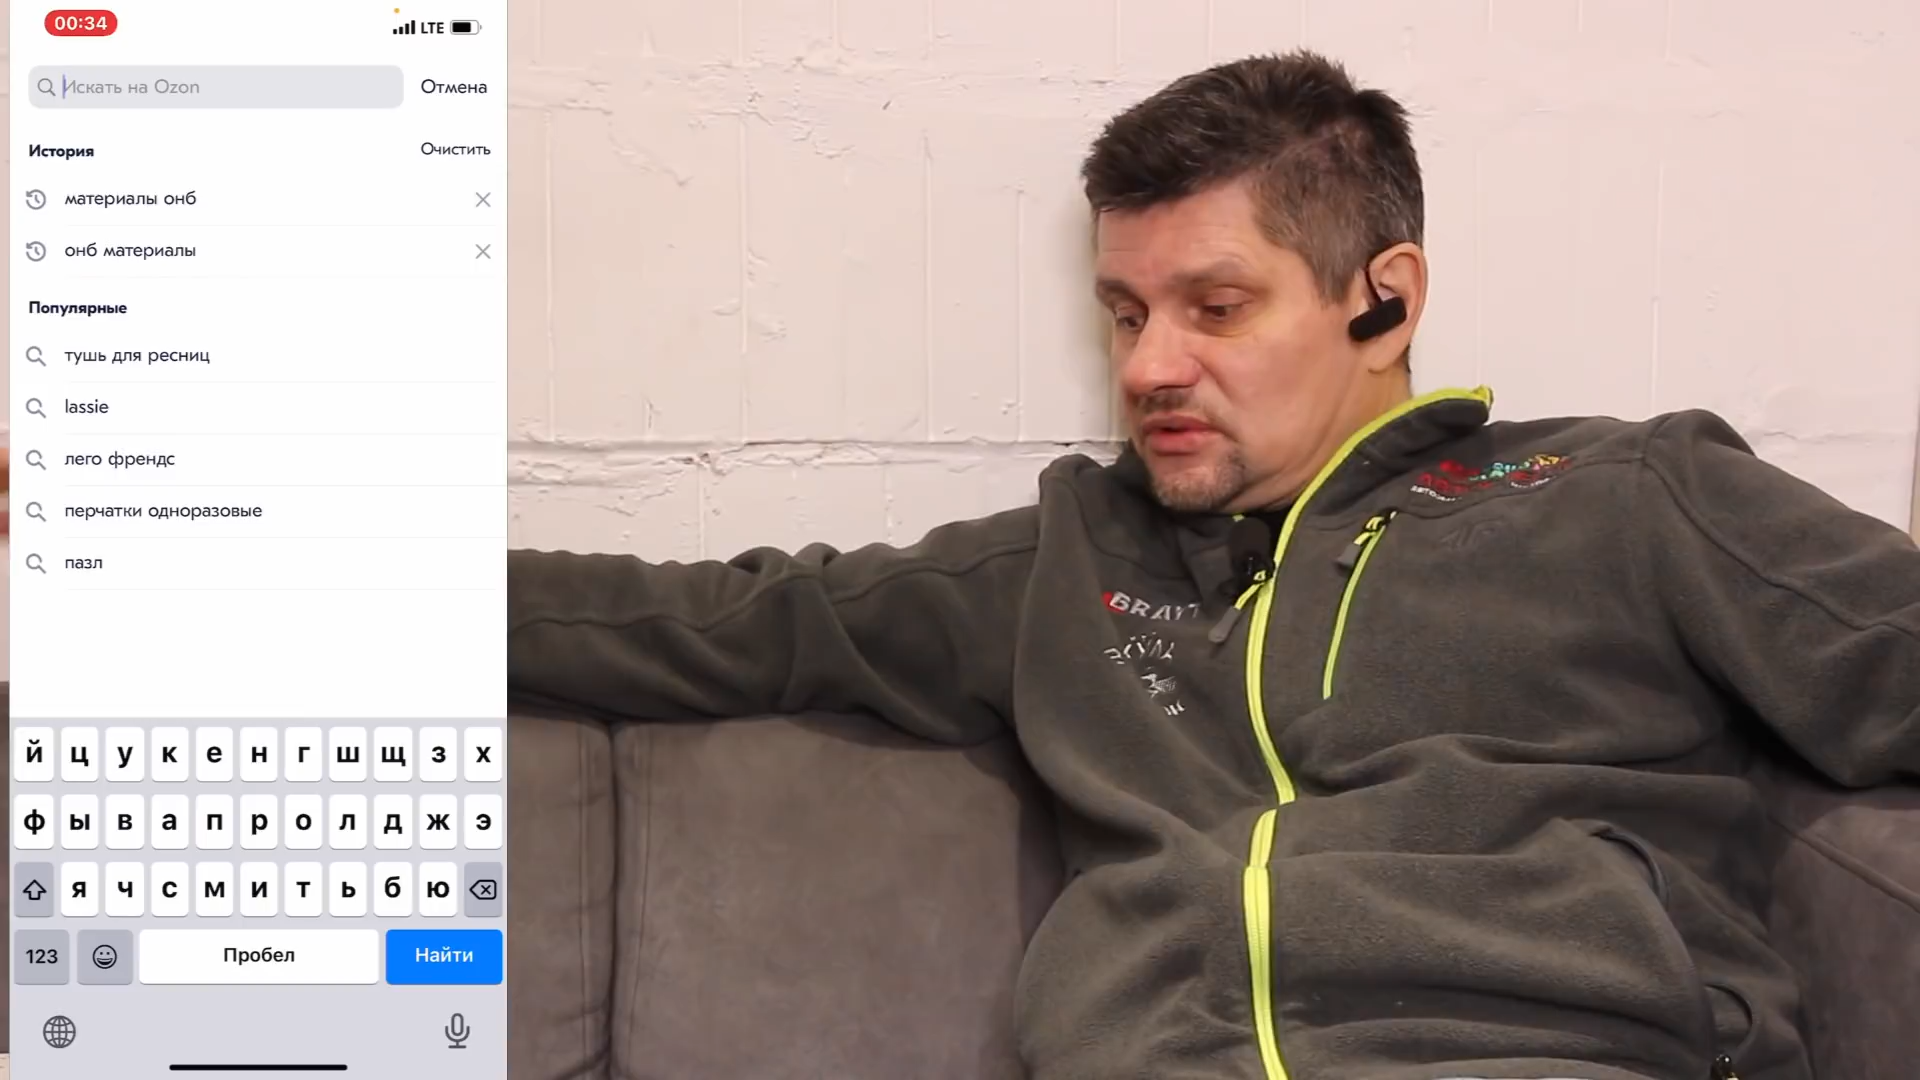 00:34
LTE
Искать на Ozon
Отмена
История
Очистить
материалы онб
онб материалы
Популярные
тушь для ресниц
lassie
лего френдс
перчатки одноразовые
пазл
й ц у к е н г ш щ з х
ф ы в а п р о л д ж э
я ч с м и т ь б ю
123
Пробел
Найти
BRAYT